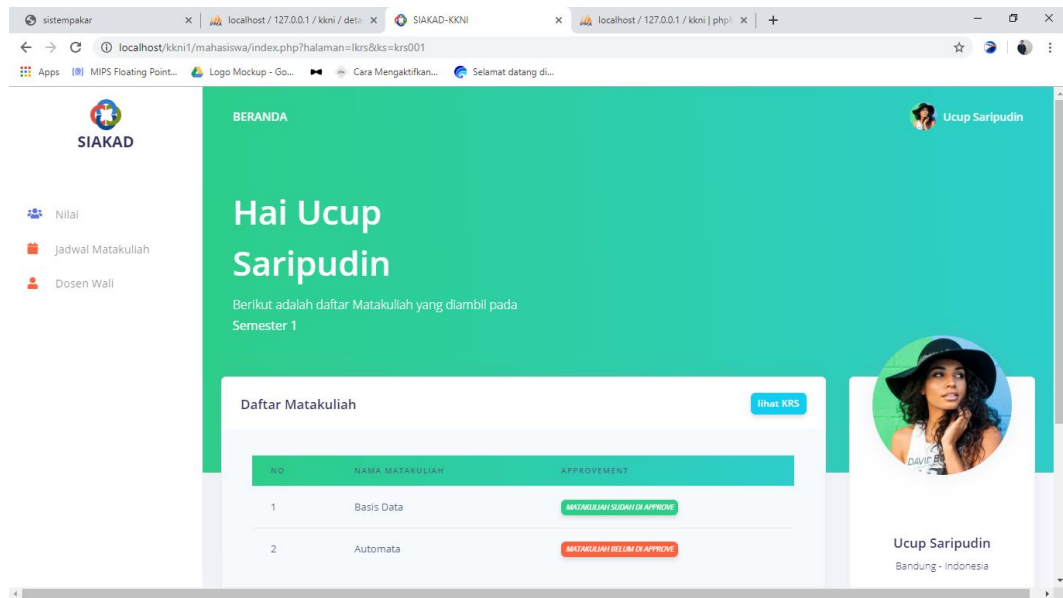 sistempakar
localhost / 127.0.0.1 / kkni / deta
SIAKAD-KKNI
localhost / 127.0.0.1 / kkni | php
localhost/kkni1/mahasiswa/index.php?halaman=lkrs&ks=krs001
Apps
MIPS Floating Point...
Logo Mockup - Go...
Cara Mengaktifkan...
Selamat datang di...
SIAKAD
BERANDA
Ucup Saripudin
Nilai
Jadwal Matakuliah
Dosen Wali
Hai Ucup
Saripudin
Berikut adalah daftar Matakuliah yang diambil pada
Semester 1
Daftar Matakuliah
lihat KRS
NO NAMA MATAKULIAH APPROVEMENT
1 Basis Data MATAKULIAH SUDAH DI APPROVE
2 Automata MATAKULIAH BELUM DI APPROVE
DAVIE
Ucup Saripudin
Bandung - Indonesia